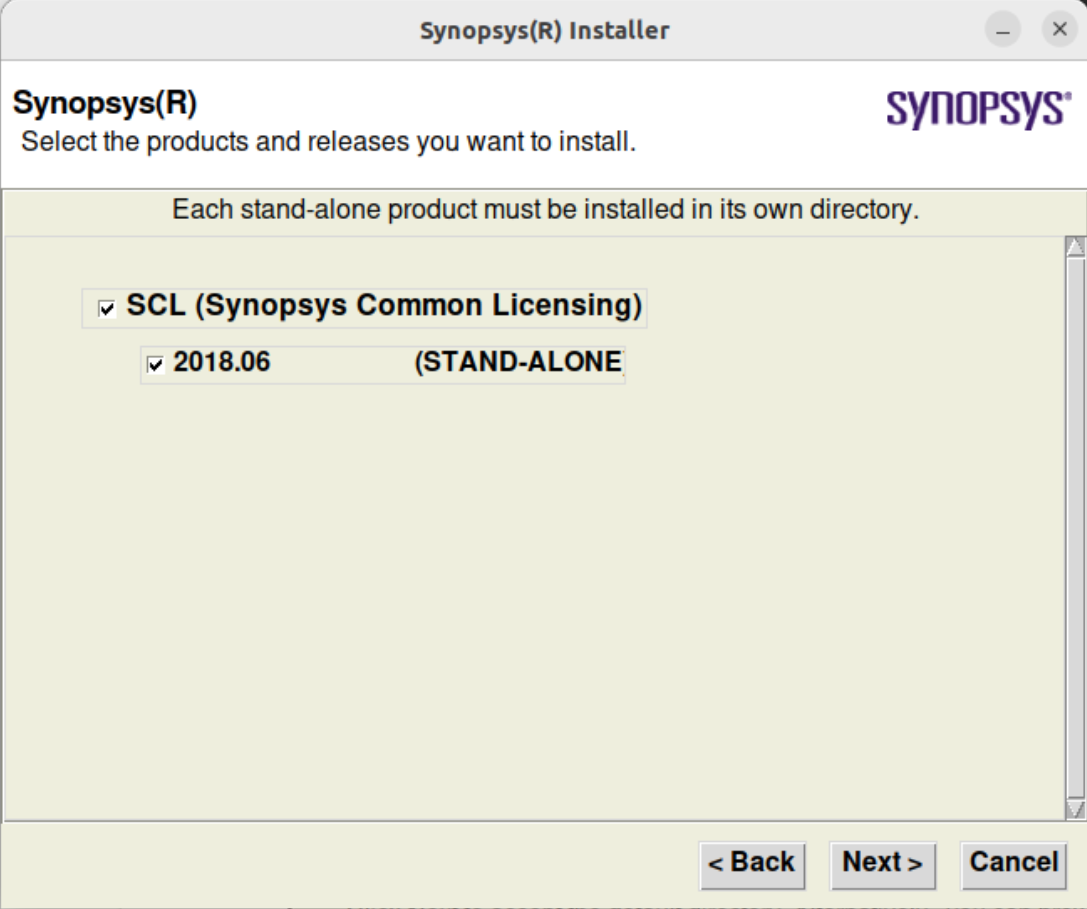 Synopsys(R) Installer
Synopsys(R)
SYNOPSYS®
Select the products and releases you want to install.
Each stand-alone product must be installed in its own directory.
SCL (Synopsys Common Licensing)
2018.06 (STAND-ALONE
< Back Next > Cancel